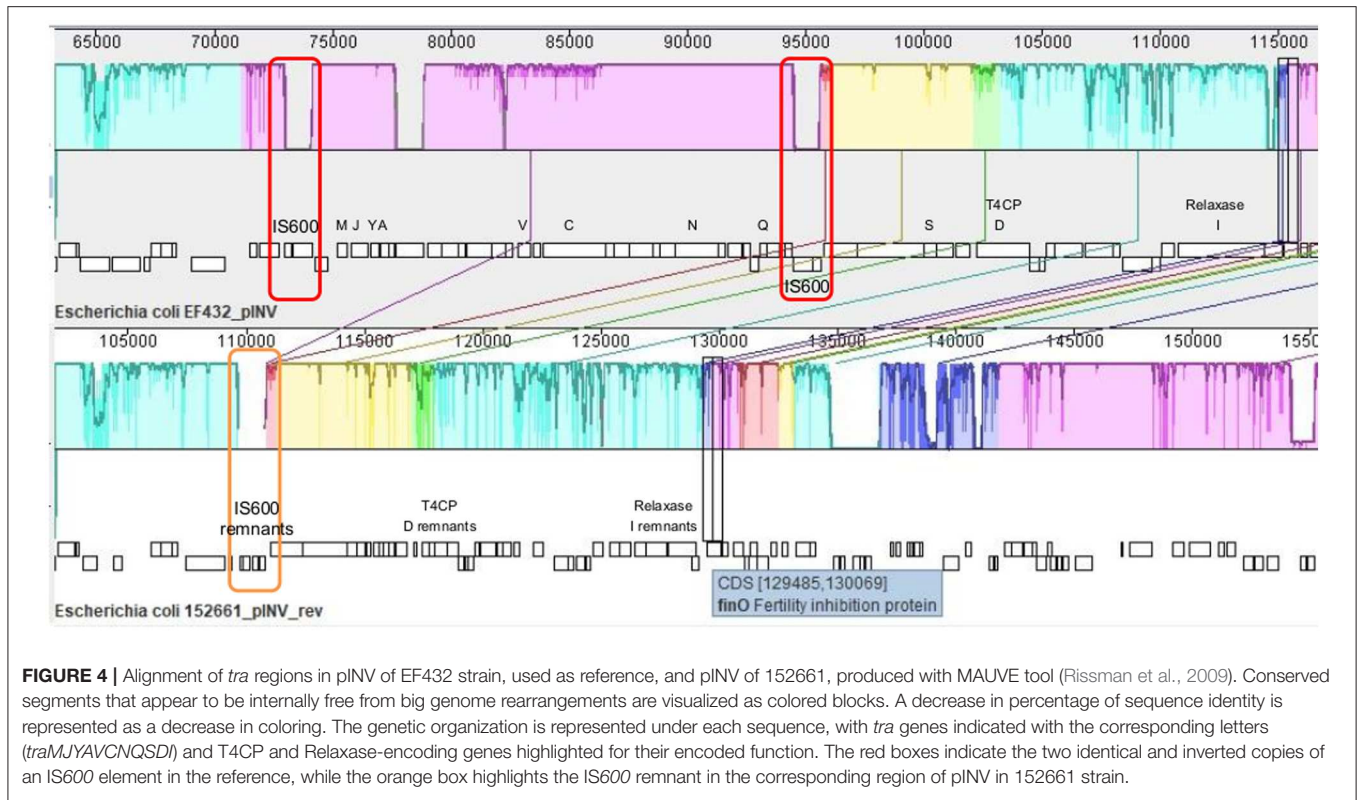 65000 70000 75000 80000 85000 90000 95000 100000 105000 110000 115000
T4CP Relaxase
IS600 M J YA V C N Q S D I
IS600
Escherichia coli EF432_pINV
105000 110000 115000 120000 125000 130000 135000 140000 145000 150000
IS600 T4CP Relaxase
remnants D remnants I remnants
CDS [129485,130069]
finO Fertility inhibition protein
Escherichia coli 152661_pINV_rev
FIGURE 4 | Alignment of tra regions in pINV of EF432 strain, used as reference, and pINV of 152661, produced with MAUVE tool (Rissman et al., 2009). Conserved
segments that appear to be internally free from big genome rearrangements are visualized as colored blocks. A decrease in percentage of sequence identity is
represented as a decrease in coloring. The genetic organization is represented under each sequence, with tra genes indicated with the corresponding letters
(traMJYAVCNQSDI) and T4CP and Relaxase-encoding genes highlighted for their encoded function. The red boxes indicate the two identical and inverted copies of
an IS600 element in the reference, while the orange box highlights the IS600 remnant in the corresponding region of pINV in 152661 strain.